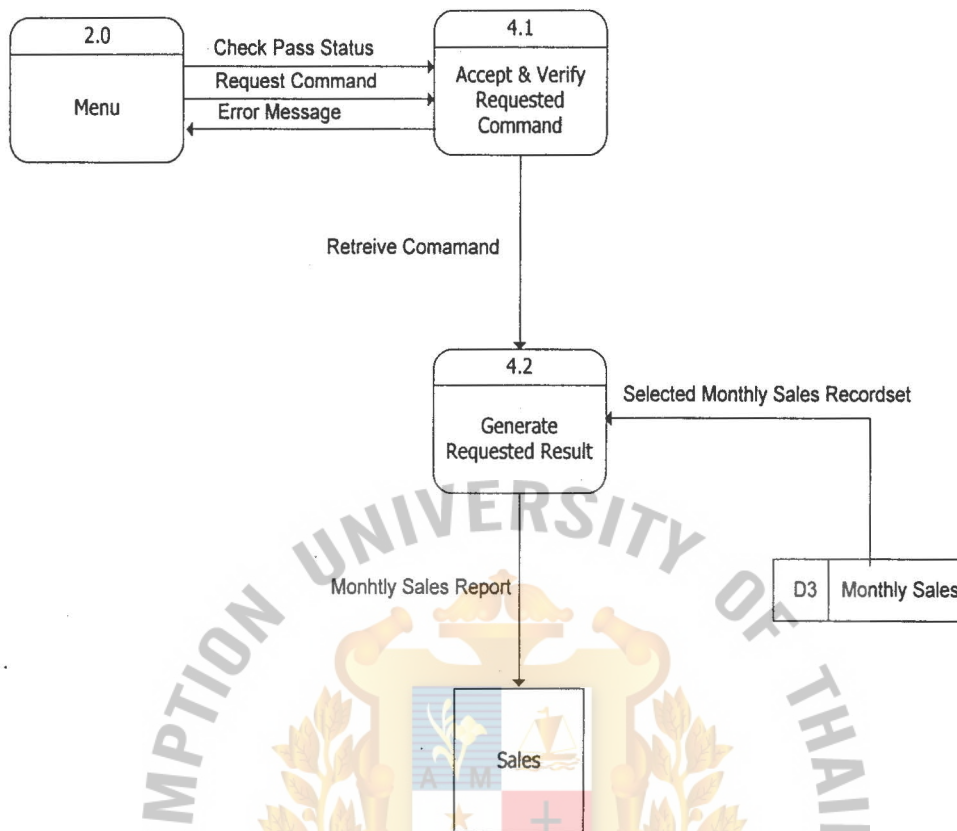 2.0
Menu
Check Pass Status
Request Command
Error Message
4.1
Accept & Verify
Requested
Command
Retreive Comamand
4.2
Generate
Requested Result
Selected Monthly Sales Recordset
D3
Monthly Sales
Monhtly Sales Report
Sales
MPTION UNIVERSITY OF THAI
A M